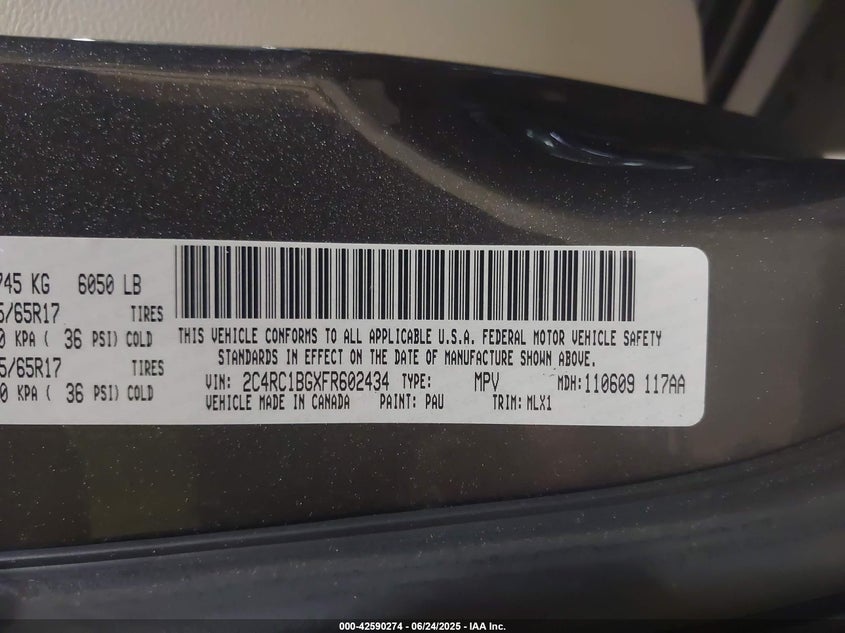 745 KG 6050 LB
5/65R17 TIRES
0 KPA ( 36 PSI) COLD
5/65R17 TIRES
0 KPA ( 36 PSI) COLD
THIS VEHICLE CONFORMS TO ALL APPLICABLE U.S.A. FEDERAL MOTOR VEHICLE SAFETY
STANDARDS IN EFFECT ON THE DATE OF MANUFACTURE SHOWN ABOVE.
VIN: 2C4RC1BGXFR602434 TYPE: MPV MDH:110609 117AA
VEHICLE MADE IN CANADA PAINT: PAU TRIM: MLX1
000-42590274 - 06/24/2025 - IAA Inc.